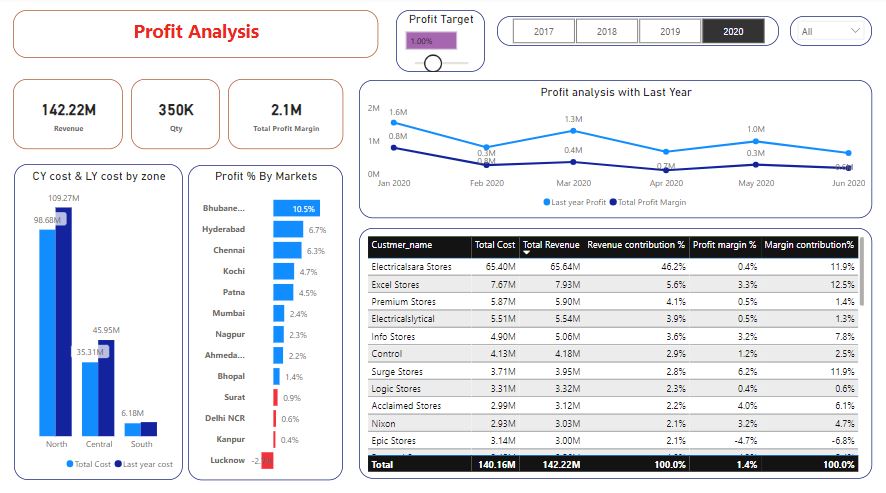 Profit Analysis
Profit Target
1.00%
2017 2018 2019 2020
All
142.22M
Revenue
350K
Qty
2.1M
Total Profit Margin
Profit analysis with Last Year
2M
1M
0M
1.6M
0.8M
0.3M
1.3M
0.4M
0.7M
1.0M
0.3M
Jan 2020 Feb 2020 Mar 2020 Apr 2020 May 2020 Jun 2020
Last year Profit Total Profit Margin
CY cost & LY cost by zone
109.27M
98.68M
45.95M
35.31M
6.18M
North Central South
Total Cost Last year cost
Profit % By Markets
Bhubane... 10.5%
Hyderabad 6.7%
Chennai 6.3%
Kochi 4.7%
Patna 4.5%
Mumbai 2.4%
Nagpur 2.3%
Ahmeda... 2.2%
Bhopal 1.4%
Surat 0.9%
Delhi NCR 0.6%
Kanpur 0.4%
Lucknow
Custmer_name Total Cost Total Revenue Revenue contribution % Profit margin % Margin contribution%
Electricalsara Stores 65.40M 65.64M 46.2% 0.4% 11.9%
Excel Stores 7.67M 7.93M 5.6% 3.3% 12.5%
Premium Stores 5.87M 5.90M 4.1% 0.5% 1.4%
Electricalslytical 5.51M 5.54M 3.9% 0.5% 1.3%
Info Stores 4.90M 5.06M 3.6% 3.2% 7.8%
Control 4.13M 4.18M 2.9% 1.2% 2.5%
Surge Stores 3.71M 3.95M 2.8% 6.2% 11.9%
Logic Stores 3.31M 3.32M 2.3% 0.4% 0.6%
Acclaimed Stores 2.99M 3.12M 2.2% 4.0% 6.1%
Nixon 2.93M 3.03M 2.1% 3.2% 4.7%
Epic Stores 3.14M 3.00M 2.1% -4.7% -6.8%
Total 140.16M 142.22M 100.0% 1.4% 100.0%